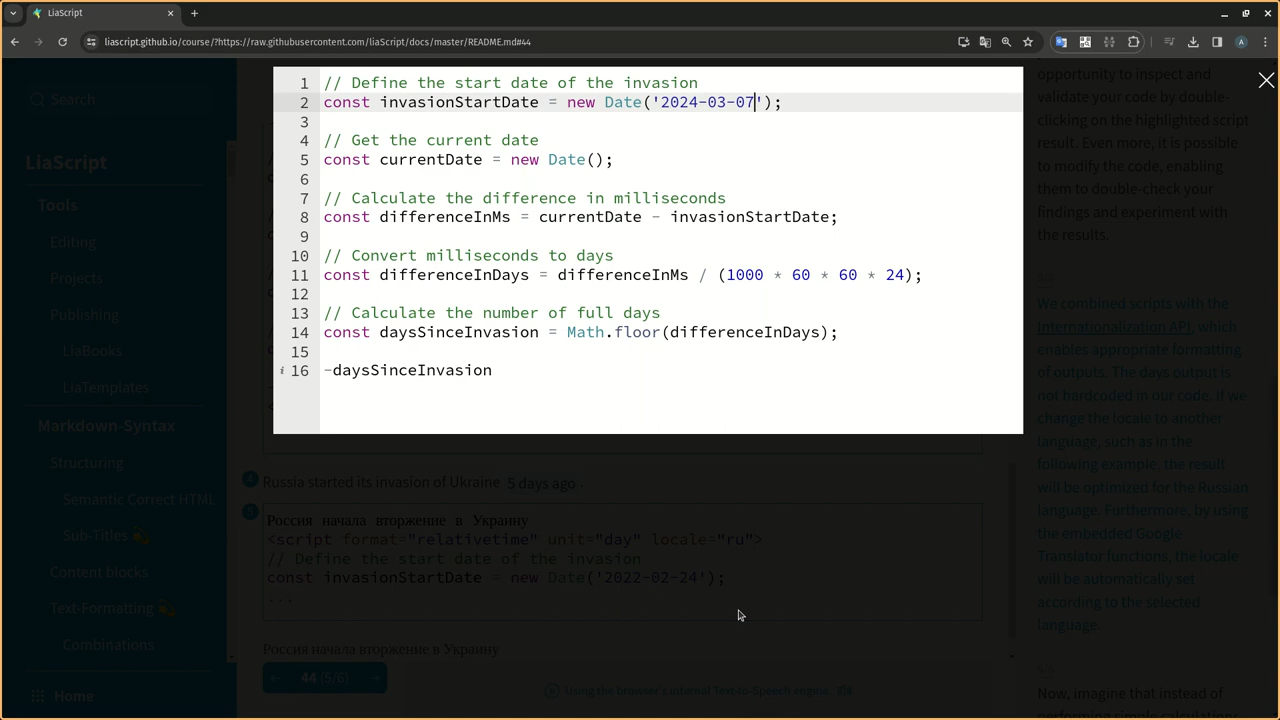 LiaScript
liascript.github.io/course/?https://raw.githubusercontent.com/liaScript/docs/master/README.md#44
A
Search
LiaScript
Tools
Editing
Projects
Publishing
LiaBooks
LiaTemplates
Markdown-Syntax
Structuring
Semantic Correct HTML
Sub-Titles
Content blocks
Text-Formatting
Combinations
Home
1 // Define the start date of the invasion
2 const invasionStartDate = new Date('2024-03-07');
3
4 // Get the current date
5 const currentDate = new Date();
6
7 // Calculate the difference in milliseconds
8 const differenceInMs = currentDate - invasionStartDate;
9
10 // Convert milliseconds to days
11 const differenceInDays = differenceInMs / (1000 * 60 * 60 * 24);
12
13 // Calculate the number of full days
14 const daysSinceInvasion = Math.floor(differenceInDays);
15
i 16 -daysSinceInvasion
Russia started its invasion of Ukraine 5 days ago .
5
Россия начала вторжение в Украину
<script format="relativetime" unit="day" locale="ru">
// Define the start date of the invasion
const invasionStartDate = new Date('2022-02-24');
...
Россия начала вторжение в Украину
← 44 (5/6) →
Using the browser's internal Text-to-Speech engine.
opportunity to inspect and
validate your code by double-
clicking on the highlighted script
result. Even more, it is possible
to modify the code, enabling
them to double-check your
findings and experiment with
the results.
We combined scripts with the
Internationalization API, which
enables appropriate formatting
of outputs. The days output is
not hardcoded in our code. If we
change the locale to another
language, such as in the
following example, the result
will be optimized for the Russian
language. Furthermore, by using
the embedded Google
Translator functions, the locale
will be automatically set
according to the selected
language.
Now, imagine that instead of